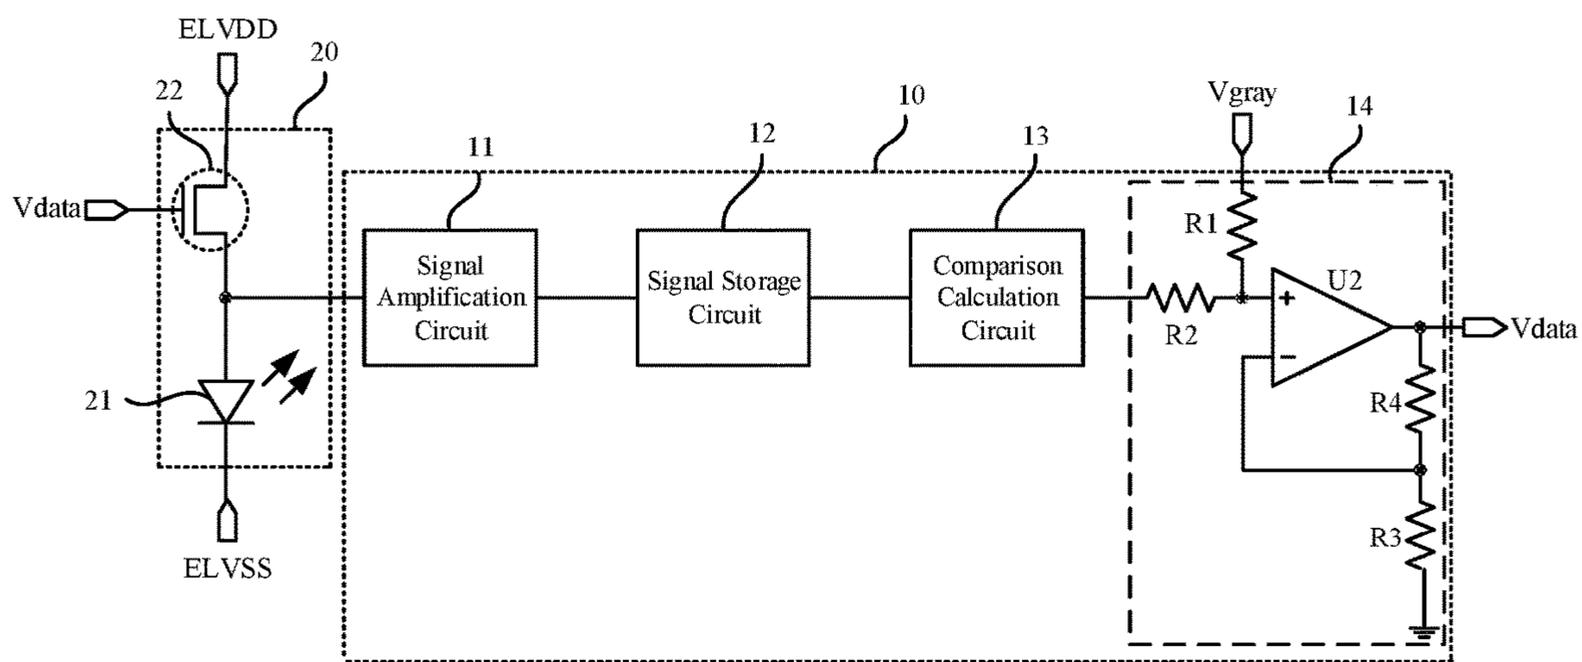 ELVDD
20
22
Vdata
21
ELVSS
10
11
Signal
Amplification
Circuit
12
Signal Storage
Circuit
13
Comparison
Calculation
Circuit
Vgray
14
R1
R2
U2
+
−
Vdata
R4
R3